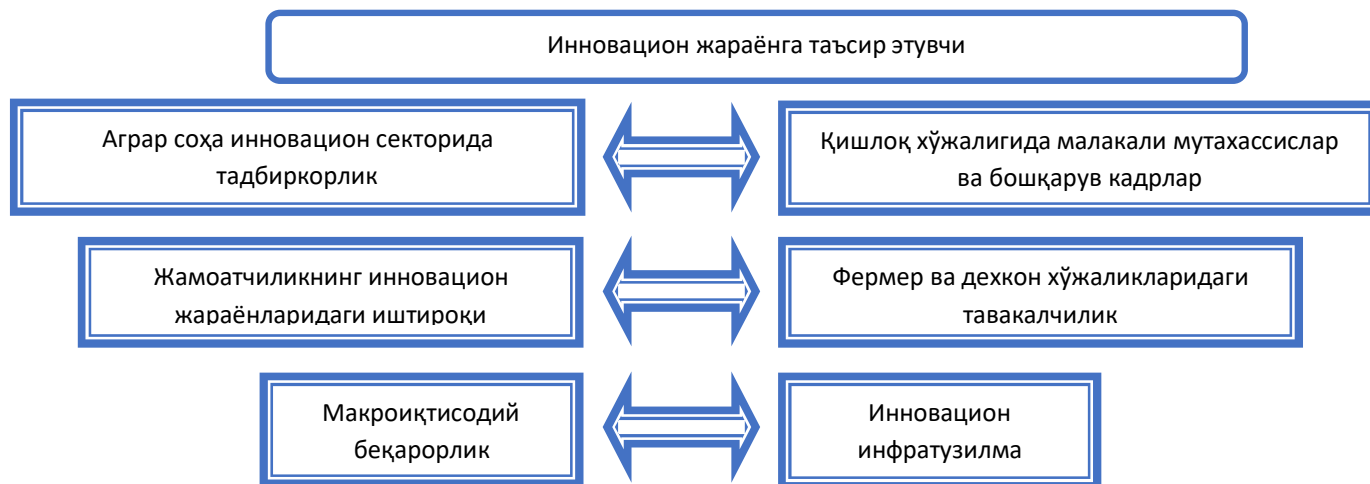 Инновацион жараёнга таъсир этувчи
Аграр соҳа инновацион секторида
тадбиркорлик
Қишлоқ хўжалигида малакали мутахассислар
ва бошқарув кадрлар
Жамоатчиликнинг инновацион
жараёнларидаги иштироқи
Фермер ва дехкон хўжаликларидаги
тавакалчилик
Макроиқтисодий
беқарорлик
Инновацион
инфратузилма